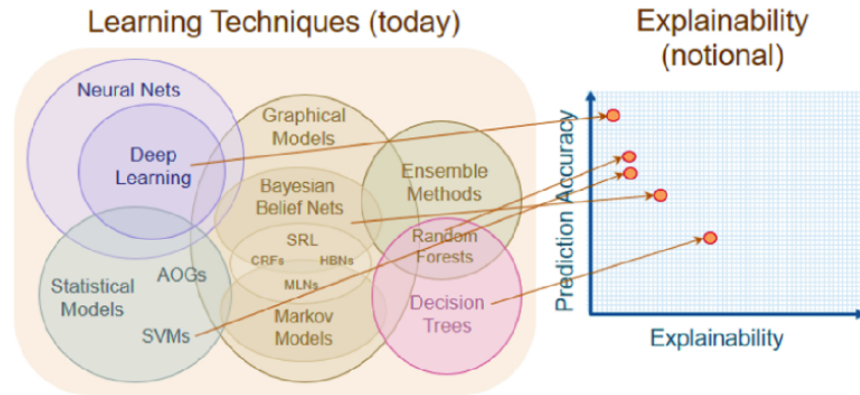 Learning Techniques (today)
Explainability
(notional)
Neural Nets
Deep
Learning
Graphical
Models
Bayesian
Belief Nets
SRL
CRFs HBNs
MLNs
Markov
Models
Ensemble
Methods
Random
Forests
Decision
Trees
Statistical
Models
AOGs
SVMs
Prediction Accuracy
Explainability